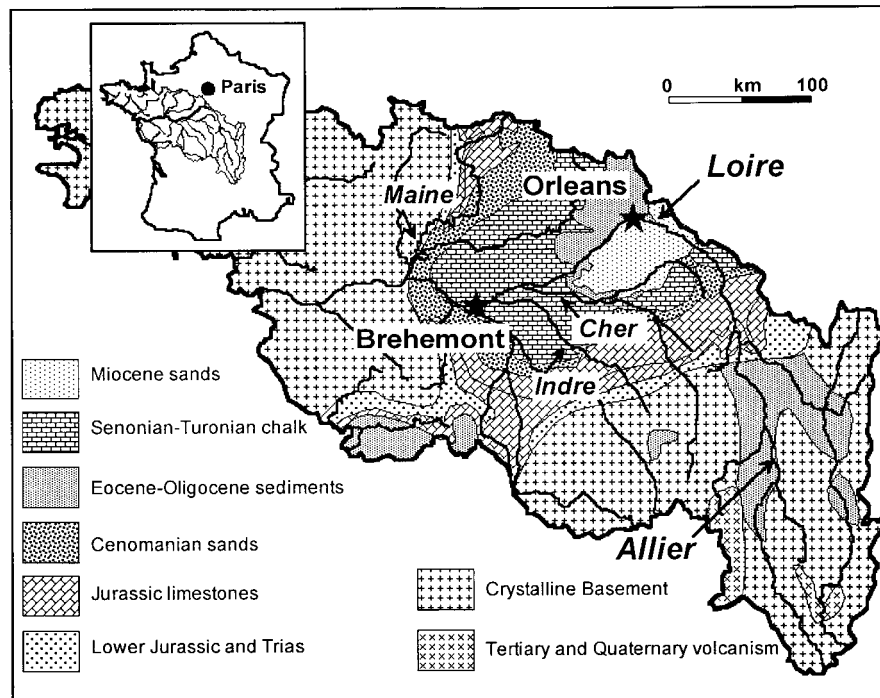 Paris
0 km 100
Loire
Orleans
Maine
Brehemont
Cher
Indre
Allier
Miocene sands
Senonian-Turonian chalk
Eocene-Oligocene sediments
Cenomanian sands
Jurassic limestones
Lower Jurassic and Trias
Crystalline Basement
Tertiary and Quaternary volcanism